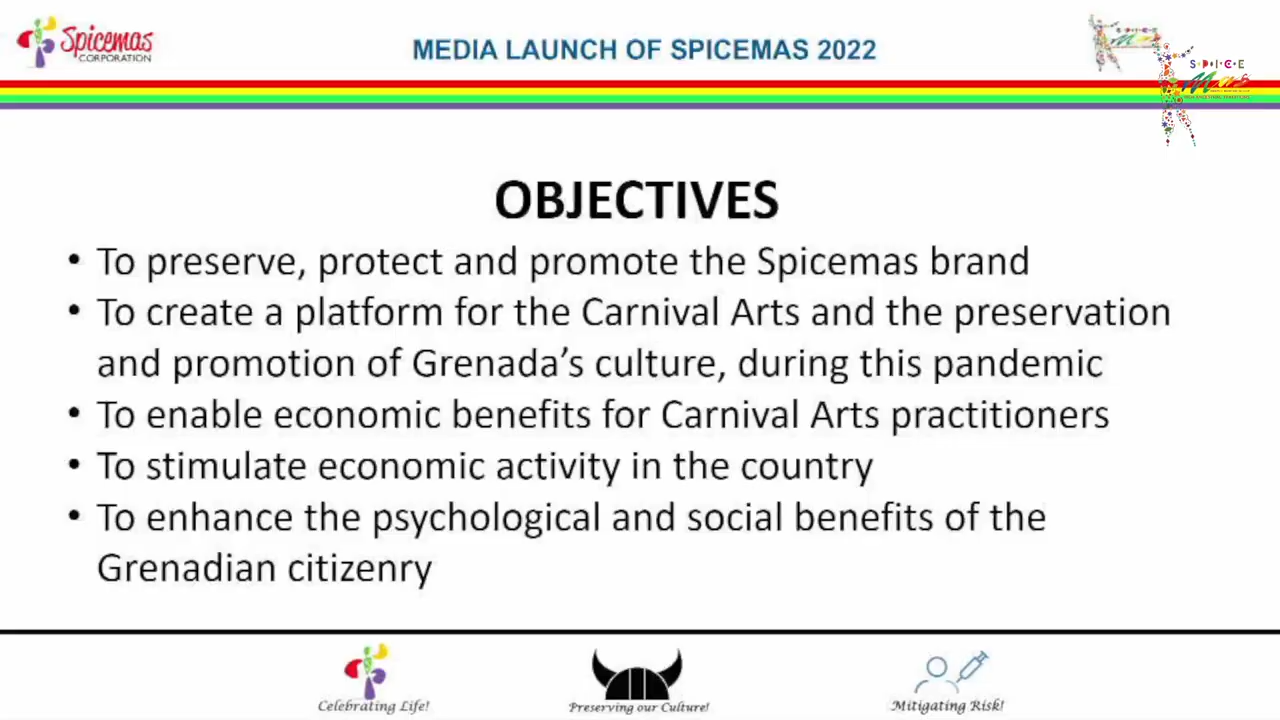 Spicemas
CORPORATION
MEDIA LAUNCH OF SPICEMAS 2022
S·P·I·C·E
Mas
OBJECTIVES
• To preserve, protect and promote the Spicemas brand
• To create a platform for the Carnival Arts and the preservation
and promotion of Grenada’s culture, during this pandemic
• To enable economic benefits for Carnival Arts practitioners
• To stimulate economic activity in the country
• To enhance the psychological and social benefits of the
Grenadian citizenry
Celebrating Life!
Preserving our Culture!
Mitigating Risk!